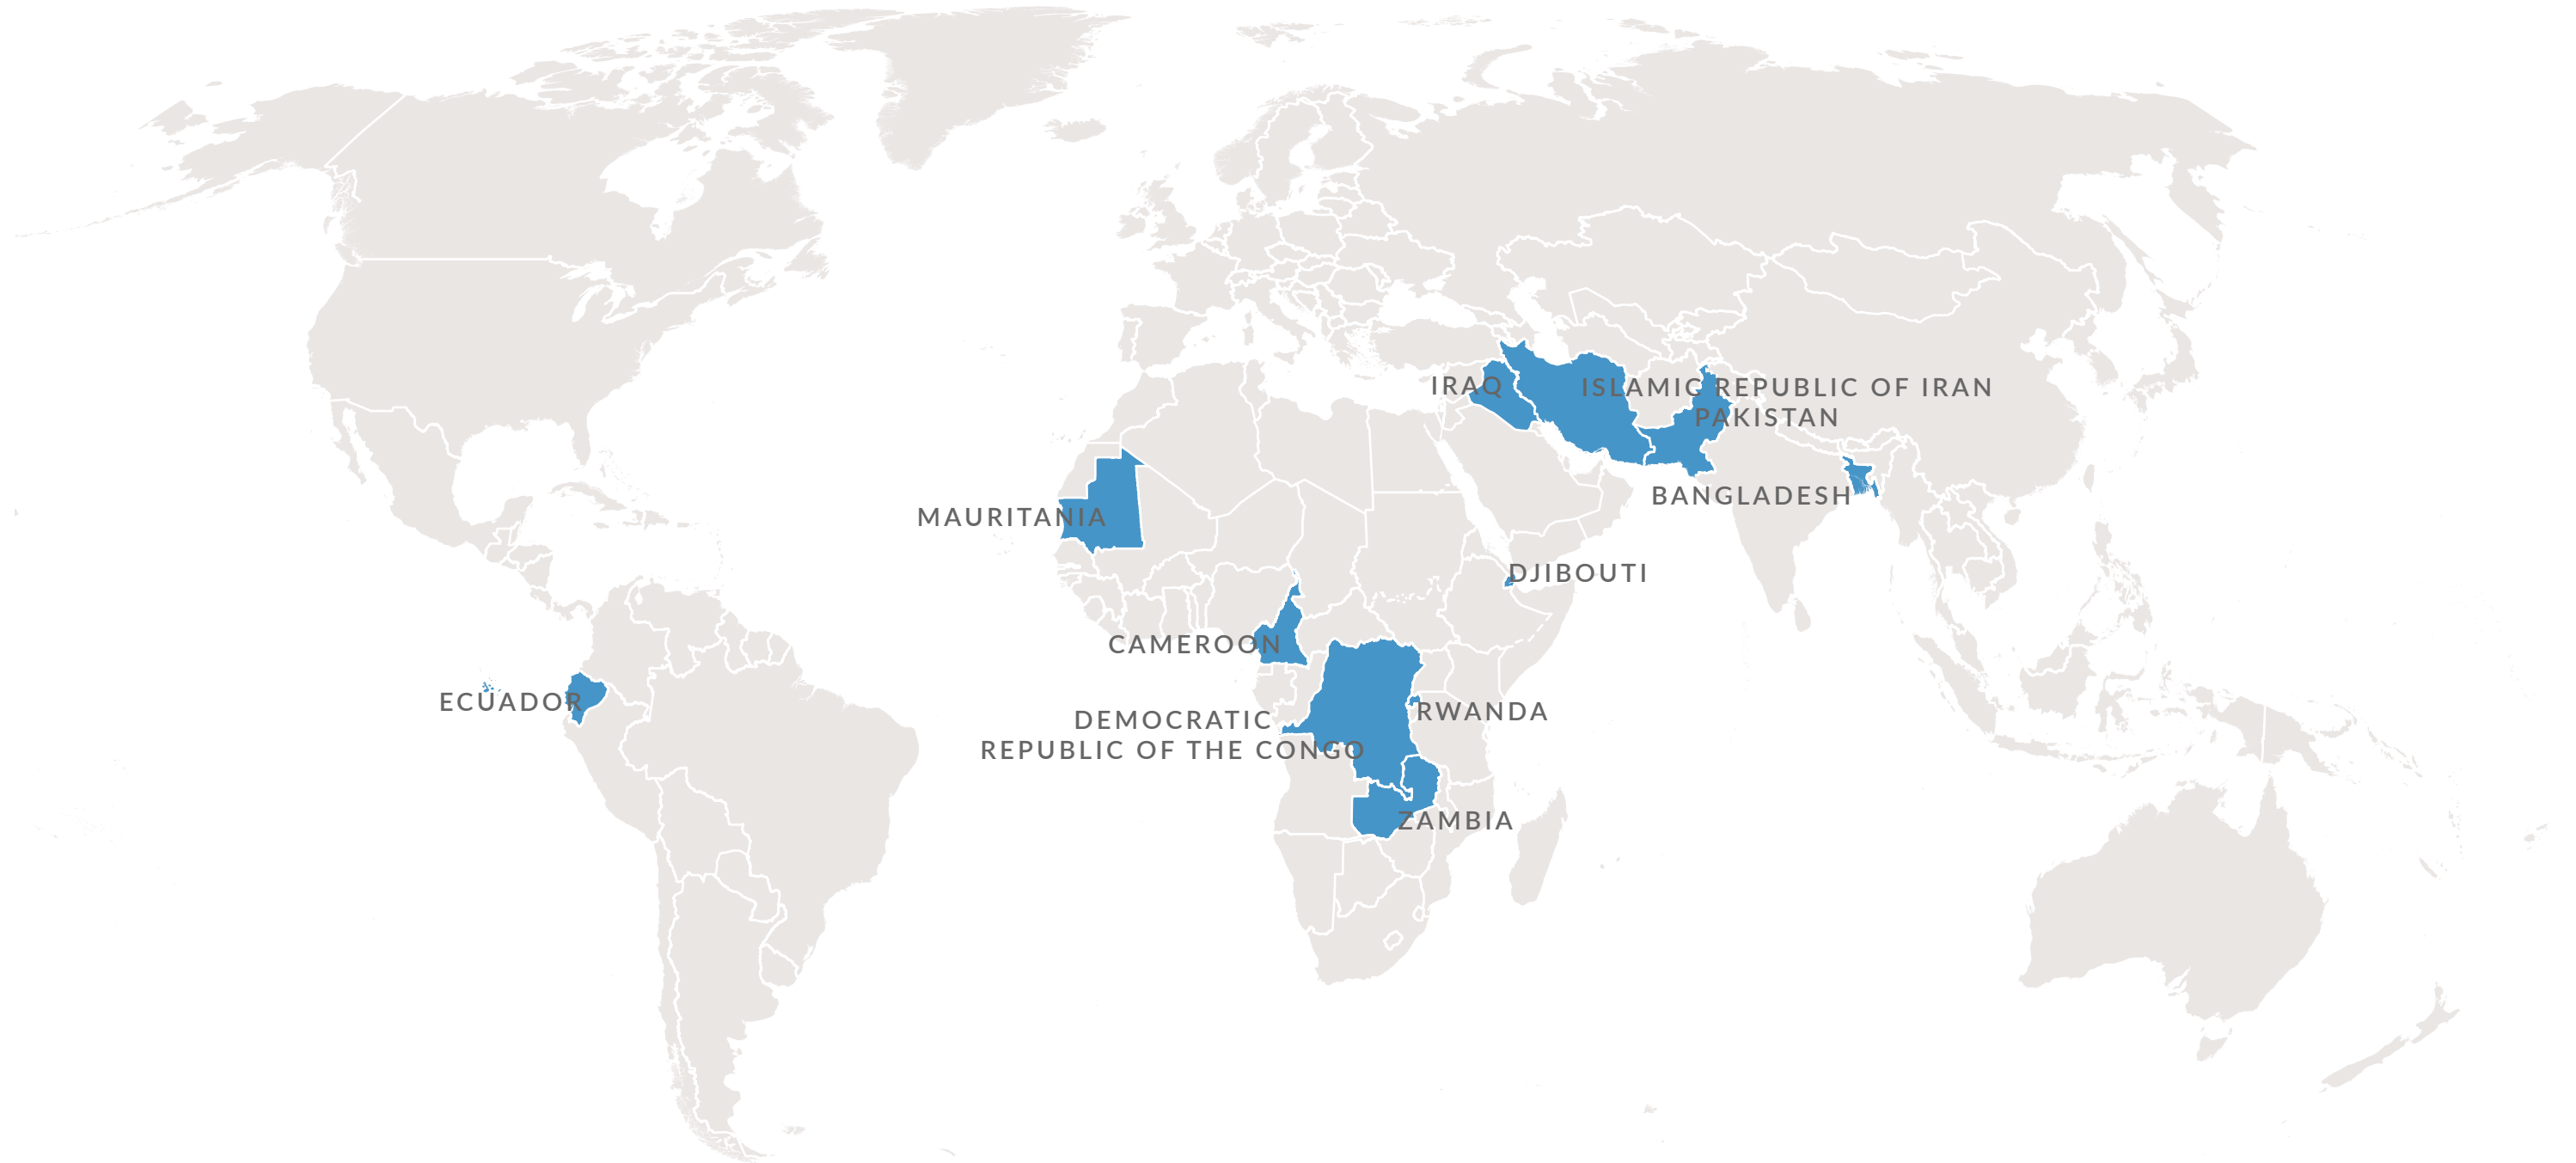 IRAQ
ISLAMIC REPUBLIC OF IRAN
PAKISTAN
BANGLADESH
MAURITANIA
DJIBOUTI
CAMEROON
ECUADOR
RWANDA
DEMOCRATIC
REPUBLIC OF THE CONGO
ZAMBIA